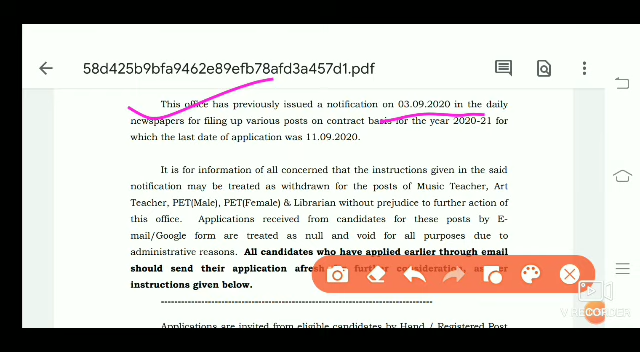 58d425b9bfa9462e89efb78afd3a457d1.pdf
This office has previously issued a notification on 03.09.2020 in the daily
newspapers for filing up various posts on contract basis for the year 2020-21 for
which the last date of application was 11.09.2020.
It is for information of all concerned that the instructions given in the said
notification may be treated as withdrawn for the posts of Music Teacher, Art
Teacher, PET(Male), PET(Female) & Librarian without prejudice to further action of
this office. Applications received from candidates for these posts by E-
mail/Google form are treated as null and void for all purposes due to
administrative reasons. All candidates who have applied earlier through email
should send their application afresh further consideration, as per
instructions given below.
Applications are invited from eligible candidates by Hand / Registered Post
V RECORDER